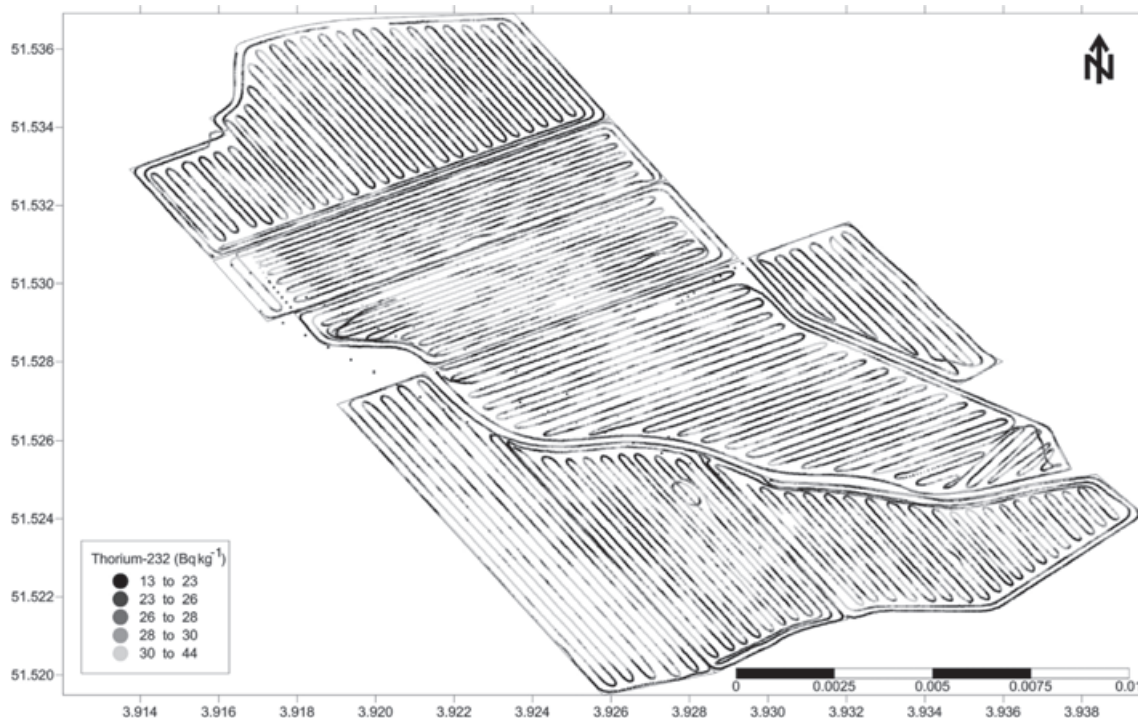 51.536
N
51.534
51.532
51.530
51.528
51.526
51.524
51.522
51.520
Thorium-232 (Bq kg-1)
13 to 23
23 to 26
26 to 28
28 to 30
30 to 44
0 0.0025 0.005 0.0075 0.01
3.914 3.916 3.918 3.920 3.922 3.924 3.926 3.928 3.930 3.932 3.934 3.936 3.938